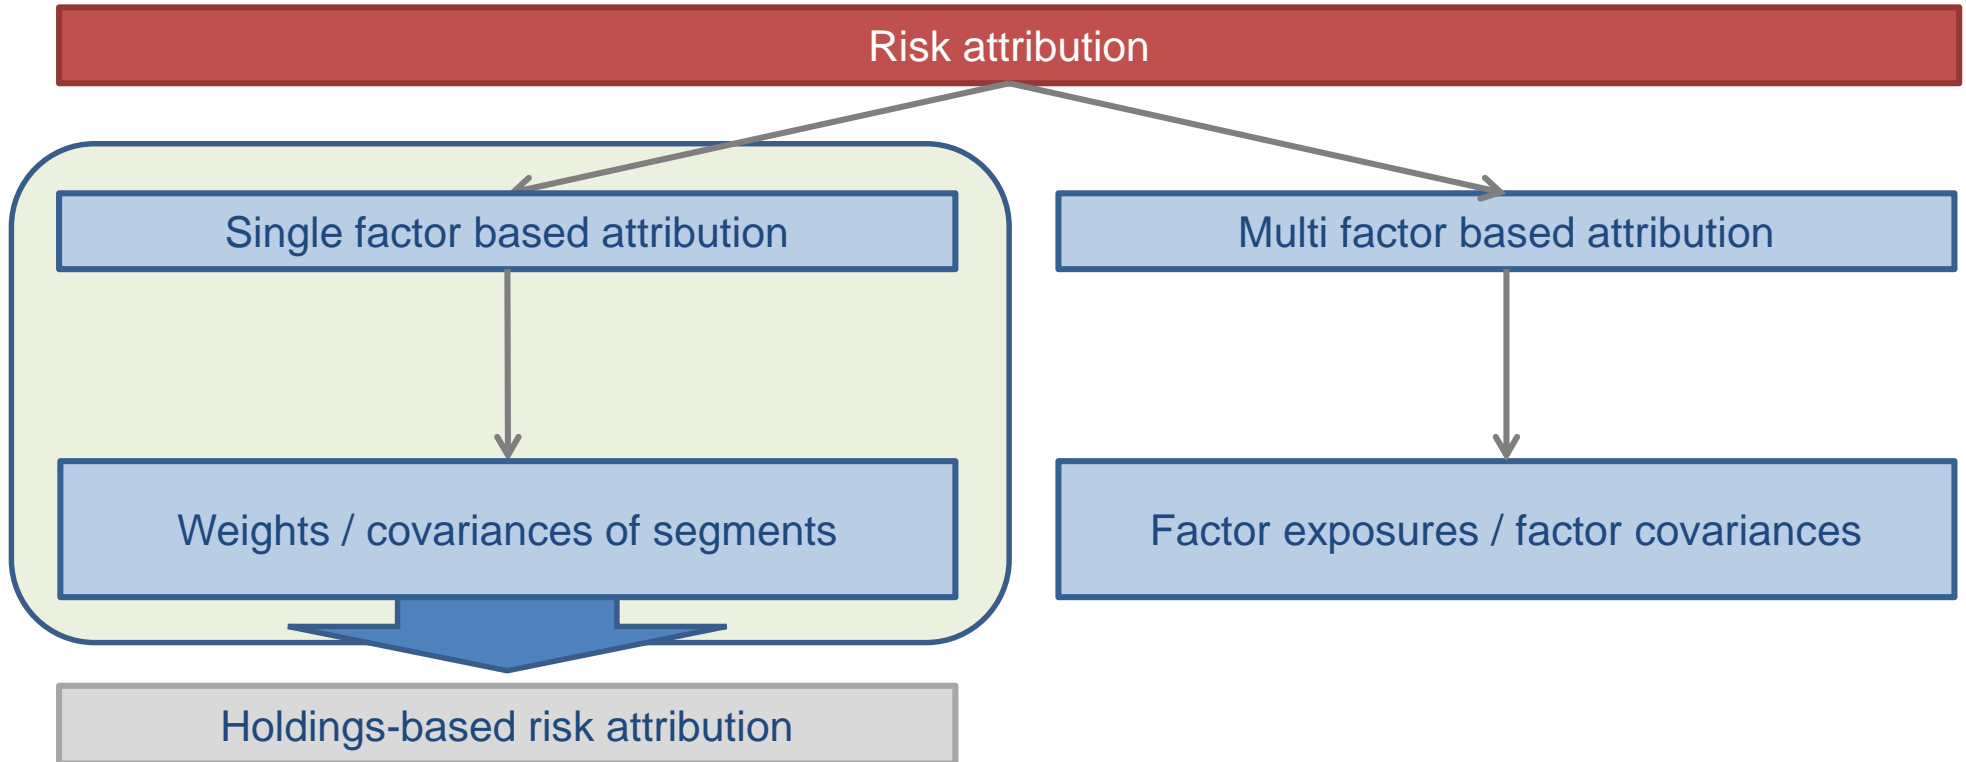 Risk attribution
Single factor based attribution
Multi factor based attribution
Weights / covariances of segments
Factor exposures / factor covariances
Holdings-based risk attribution